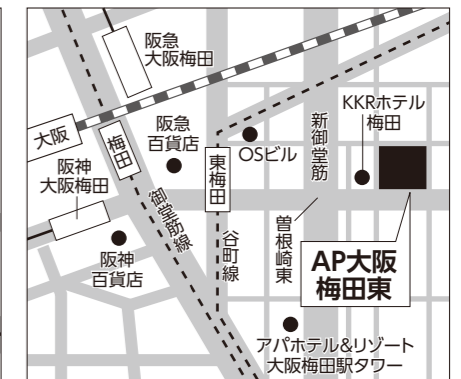 阪急
大阪梅田
大阪
梅田
阪急
百貨店
東梅田
OSビル
新御堂筋
KKRホテル
梅田
阪神
大阪梅田
御堂筋線
谷町線
曽根崎東
阪神
百貨店
AP大阪
梅田東
アパホテル&リゾート
大阪梅田駅タワー